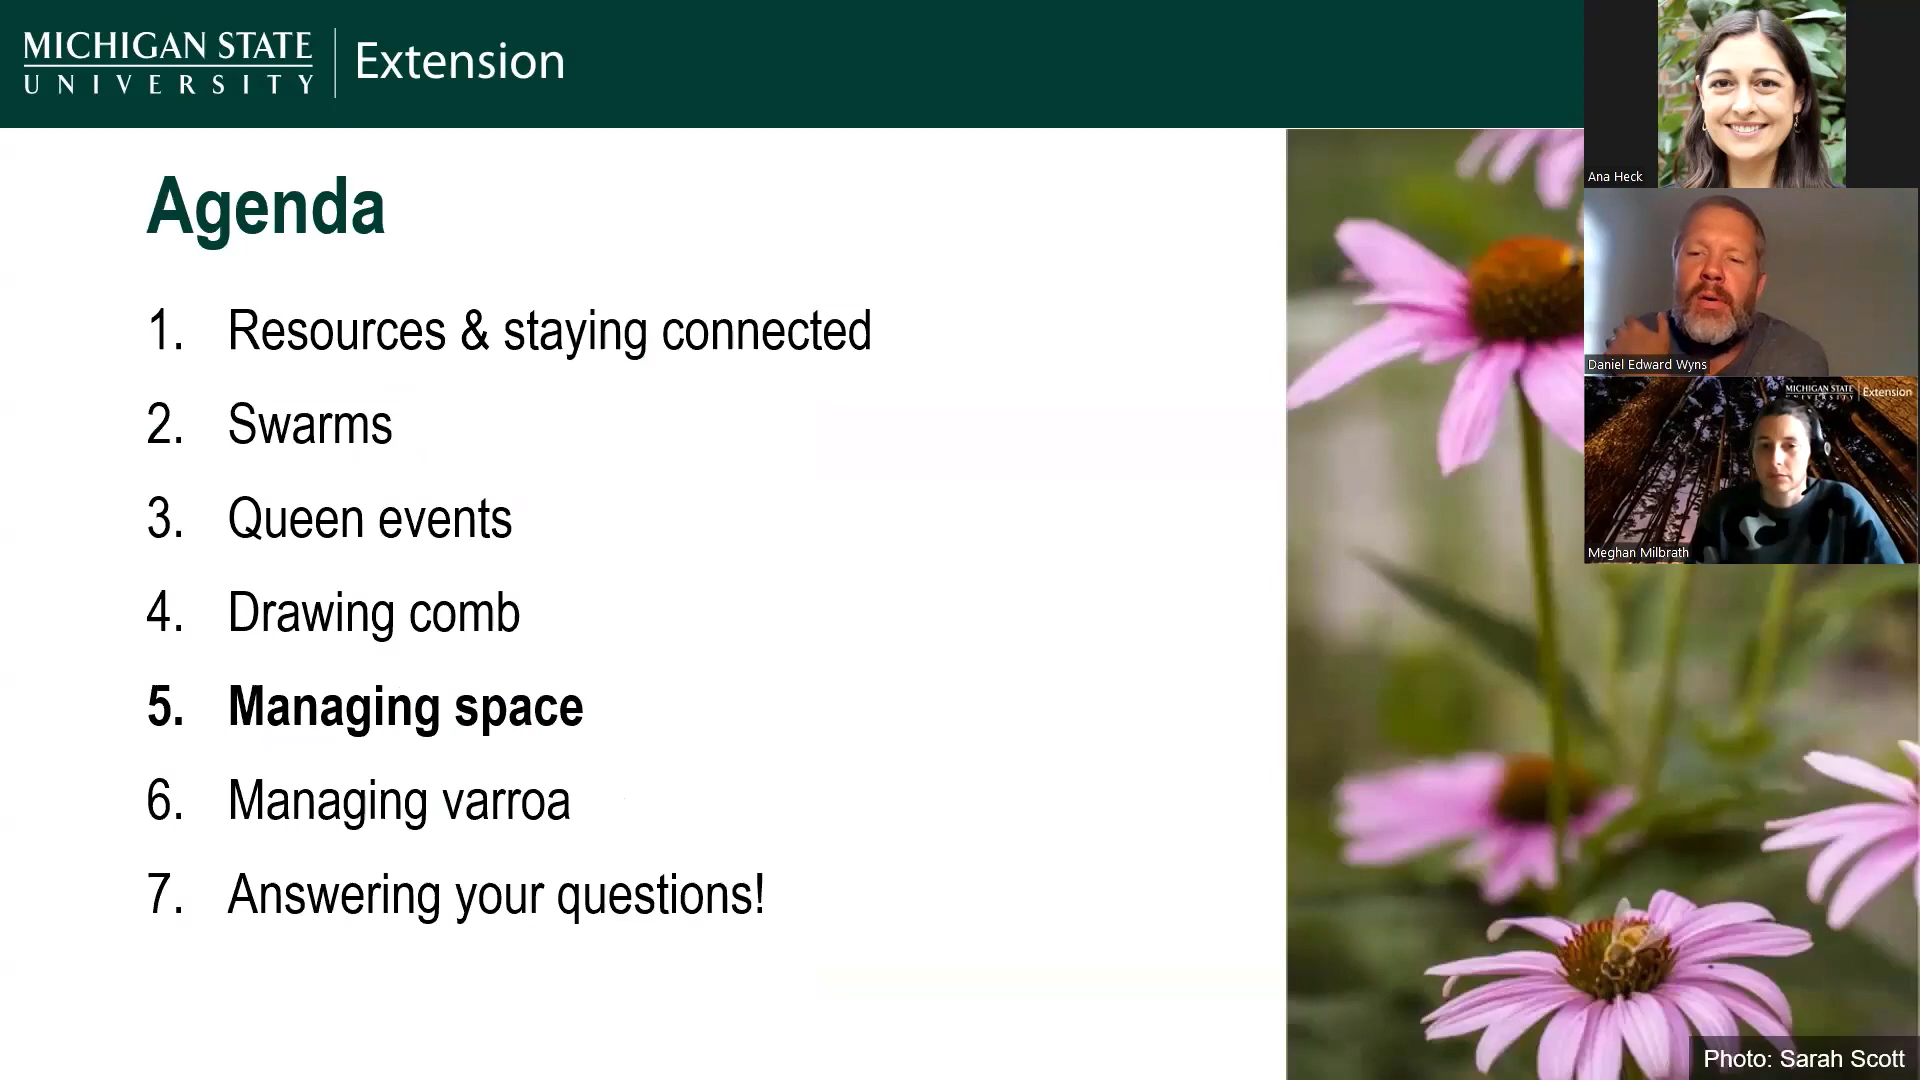 MICHIGAN STATE
UNIVERSITY
Extension
Agenda
1. Resources & staying connected
2. Swarms
3. Queen events
4. Drawing comb
5. Managing space
6. Managing varroa
7. Answering your questions!
Ana Heck
Daniel Edward Wyns
MICHIGAN STATE
UNIVERSITY
Extension
Meghan Milbrath
Photo: Sarah Scott